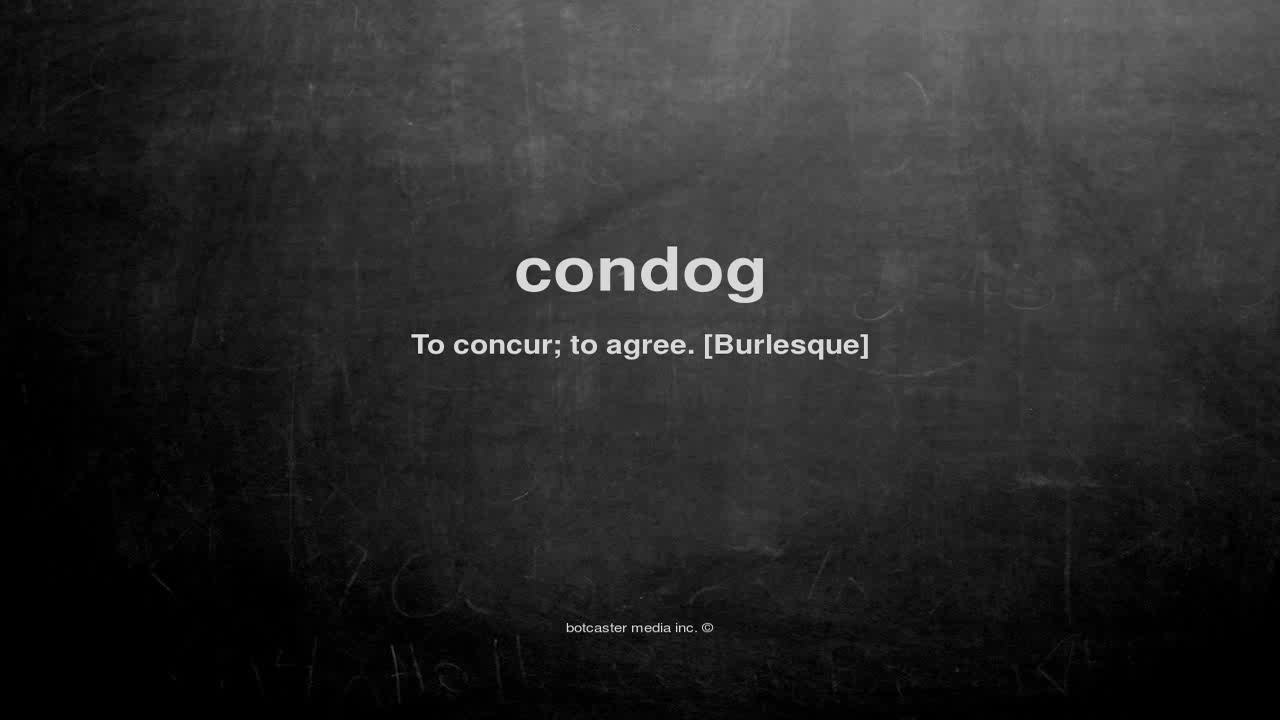 condog
To concur; to agree. [Burlesque]
botcaster media inc. ©